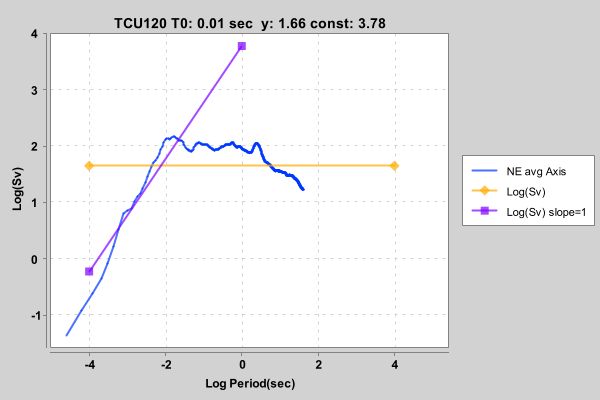 TCU120 T0: 0.01 sec  y: 1.66 const: 3.78
4
3
2
1
0
-1
Log(Sv)
-4
-2
0
2
4
Log Period(sec)
NE avg Axis
Log(Sv)
Log(Sv) slope=1